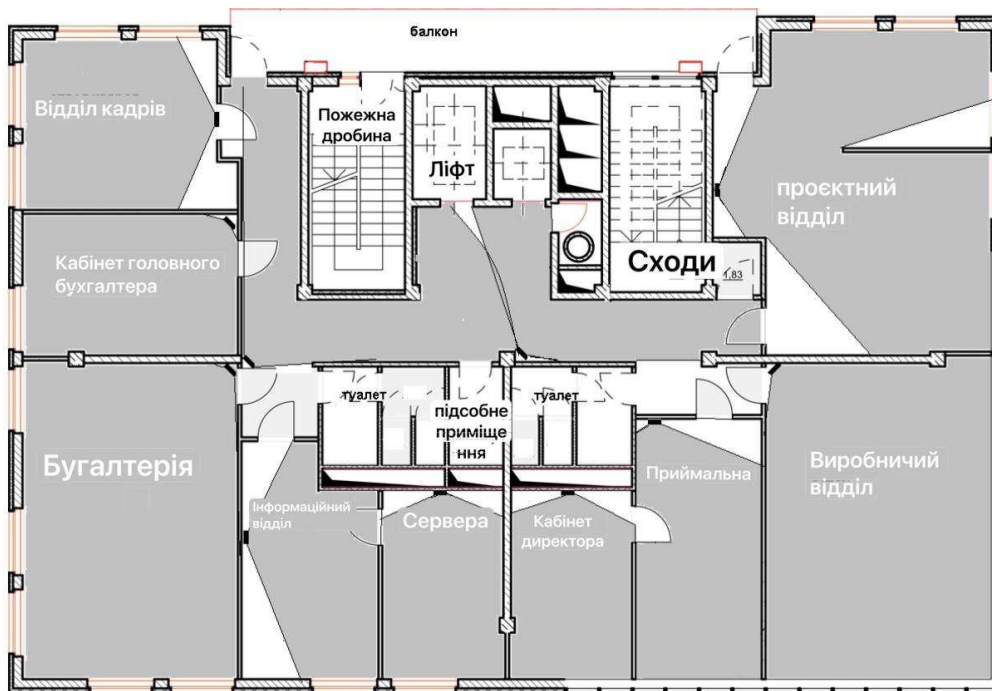 балкон
Відділ кадрів
Пожежна
дробина
Ліфт
проєктний
відділ
Кабінет головного
бухгалтера
Сходи
1,83
туалет
підсобне
приміще
ння
туалет
Бугалтерія
Інформаційний
відділ
Сервера
Кабінет
директора
Приймальна
Виробничий
відділ